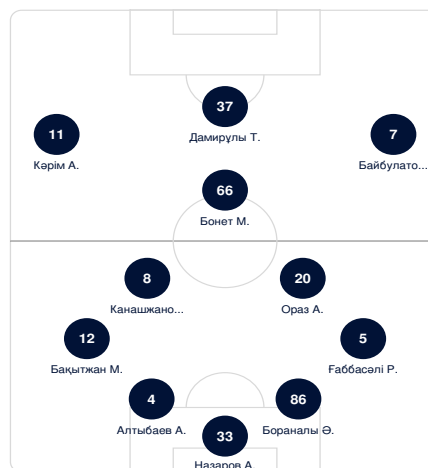 37
Дамирұлы Т.
11
Кәрім А.
7
Байбулато...
66
Бонет М.
8
Канашжано...
20
Ораз А.
12
Бақытжан М.
5
Ғаббасәлі Р.
4
Алтыбаев А.
86
Бораналы Ә.
33
Назаров А.